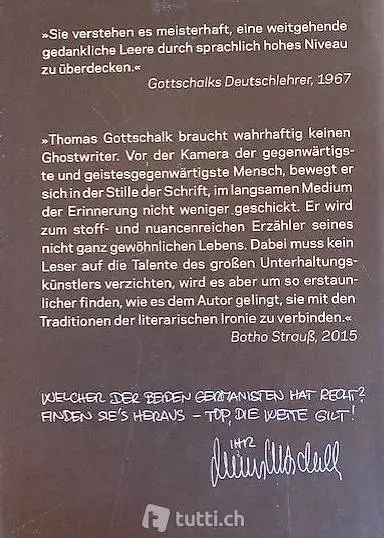 »Sie verstehen es meisterhaft, eine weitgehende
gedankliche Leere durch sprachlich hohes Niveau
zu überdecken.«
Gottschalks Deutschlehrer, 1967
»Thomas Gottschalk braucht wahrhaftig keinen
Ghostwriter. Vor der Kamera der gegenwärtigs-
te und geistesgegenwärtigste Mensch, bewegt er
sich in der Stille der Schrift, im langsamen Medium
der Erinnerung nicht weniger geschickt. Er wird
zum stoff- und nuancenreichen Erzähler seines
nicht ganz gewöhnlichen Lebens. Dabei muss kein
Leser auf die Talente des großen Unterhaltungs-
künstlers verzichten, wird es aber um so erstaun-
licher finden, wie es dem Autor gelingt, sie mit den
Traditionen der literarischen Ironie zu verbinden.«
Botho Strauß, 2015
WELCHER DER BEIDEN GERMANISTEN HAT RECHT?
FINDEN SIE'S HERAUS – TOP, DIE WETTE GILT!
IHR
tutti.ch